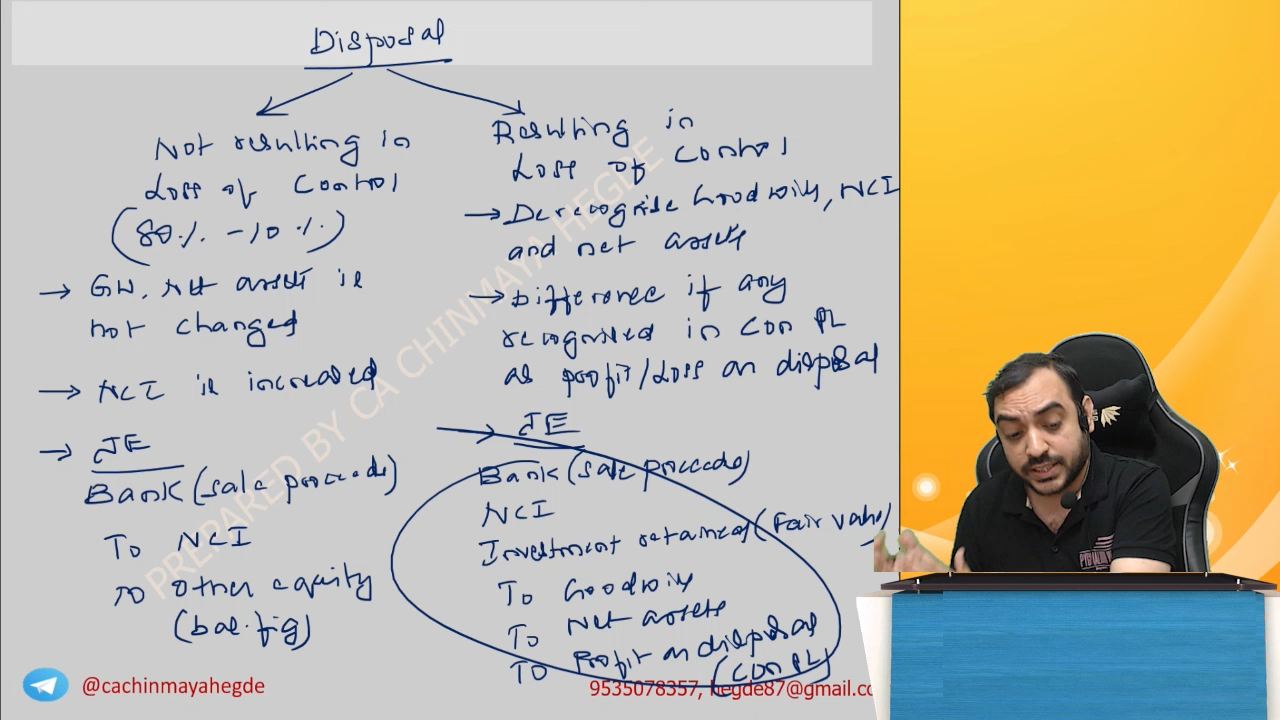 Disposal
Not resulting in
Loss of control
(80% - 10%)
→ GW, Net asset is
not changed
→ NCI is increased
→ JE
Bank (sale proceeds)
To NCI
To other equity
(bal. fig)
Resulting in
Loss of control
→ Derecognise Goodwill, NCI
and net assets
→ Difference if any
recognised in Con PL
as profit/Loss on disposal
→ JE
Bank (sale proceeds)
NCI
Investment retained (Fair value)
To Goodwill
To Net assets
To Profit on disposal
(Con PL)
PREPARED BY CA CHINMAYA HEGDE
@cachinmayahegde
9535078357, hegde87@gmail.co